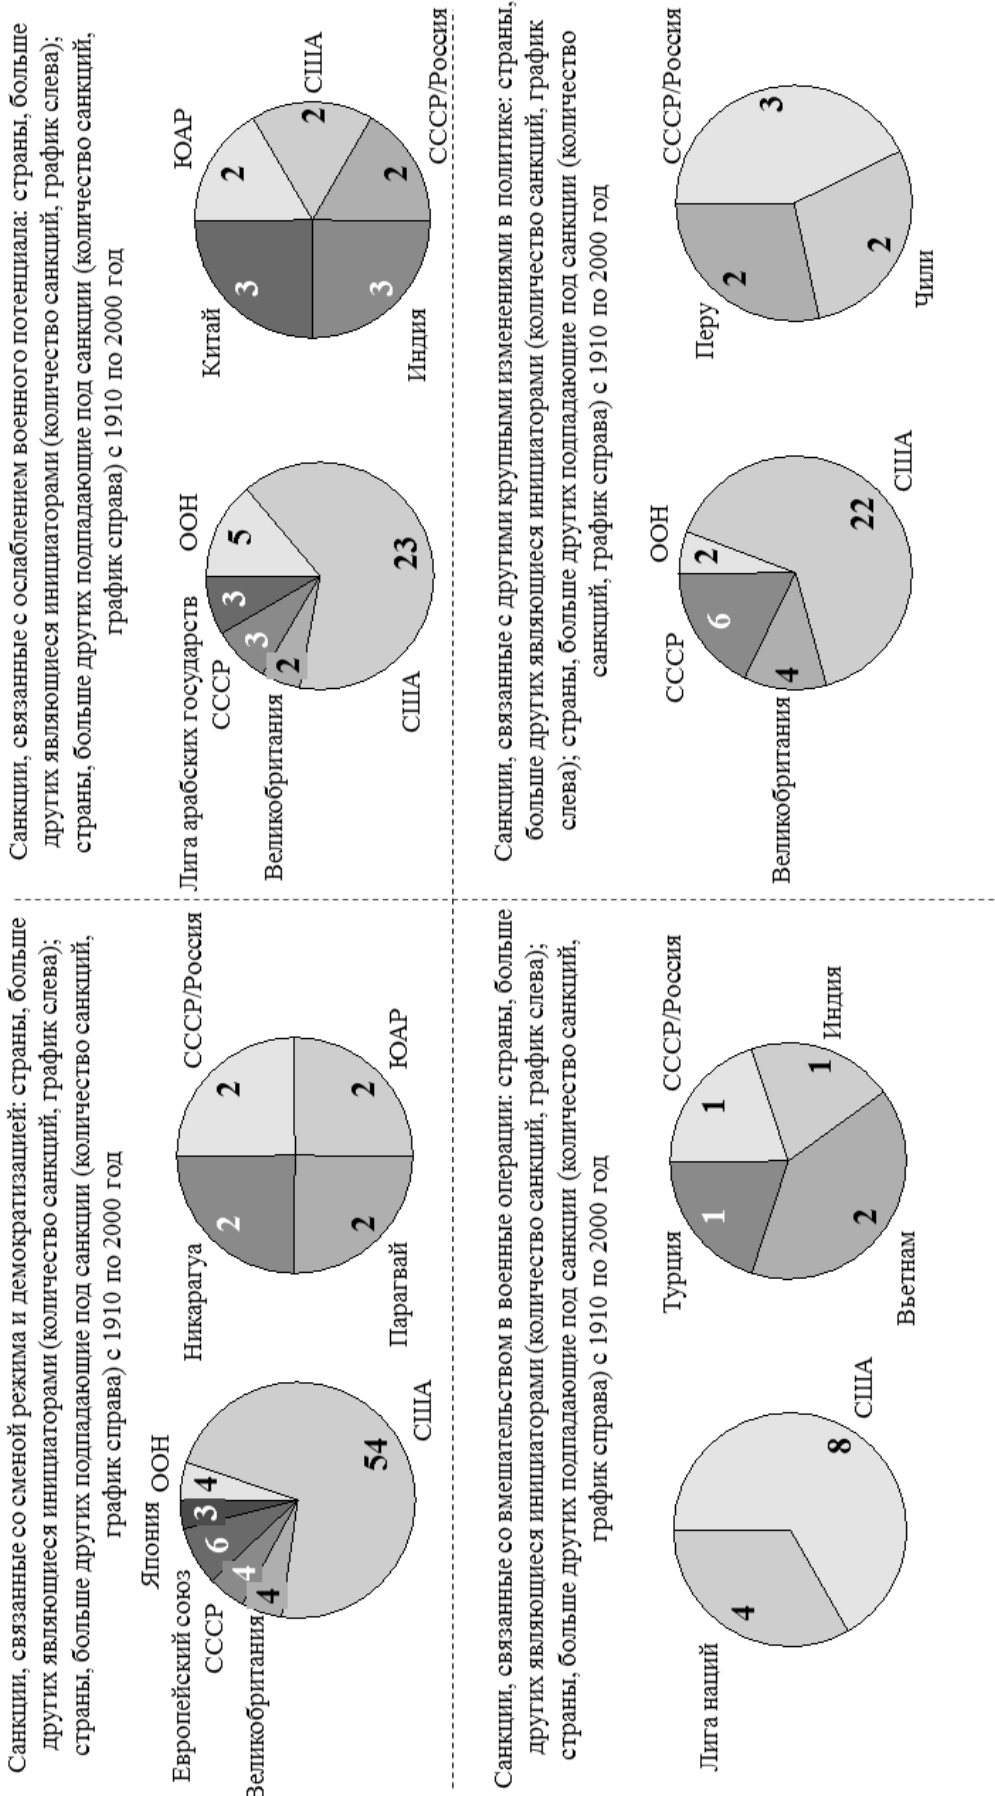 Санкции, связанные со сменой режима и демократизацией: страны, больше
других являющиеся инициаторами (количество санкций, график слева);
страны, больше других подпадающие под санкции (количество санкций,
график справа) с 1910 по 2000 год
Япония
ООН
Европейский союз
СССР
Великобритания
США
3
4
6
4
4
54
Никарагуа
СССР/Россия
Парагвай
ЮАР
2
2
2
2
Санкции, связанные с ослаблением военного потенциала: страны, больше
других являющиеся инициаторами (количество санкций, график слева);
страны, больше других подпадающие под санкции (количество санкций,
график справа) с 1910 по 2000 год
Лига арабских государств
ООН
СССР
Великобритания
США
3
5
3
2
23
Китай
ЮАР
США
Индия
СССР/Россия
3
2
2
3
2
Санкции, связанные со вмешательством в военные операции: страны, больше
других являющиеся инициаторами (количество санкций, график слева);
страны, больше других подпадающие под санкции (количество санкций,
график справа) с 1910 по 2000 год
Лига наций
США
4
8
Турция
СССР/Россия
Индия
Вьетнам
1
1
1
2
Санкции, связанные с другими крупными изменениями в политике: страны,
больше других являющиеся инициаторами (количество санкций, график
слева); страны, больше других подпадающие под санкции (количество
санкций, график справа) с 1910 по 2000 год
СССР
ООН
Великобритания
США
6
2
4
22
Перу
СССР/Россия
Чили
2
3
2